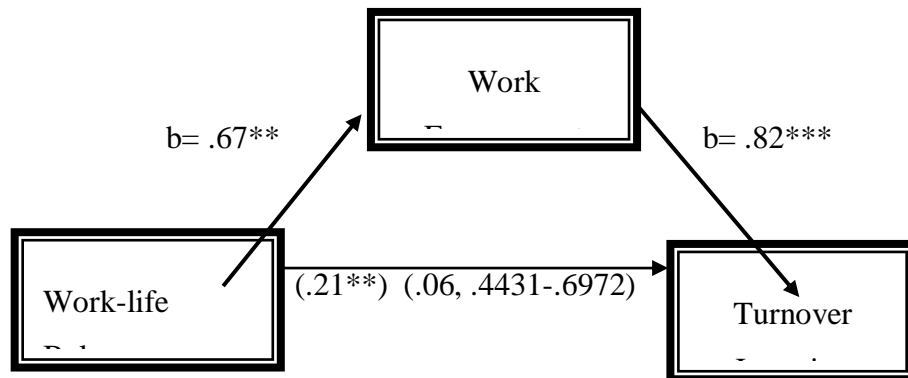 Work
b= .67**
b= .82***
(.21**) (.06, .4431-.6972)
Work-life
Turnover